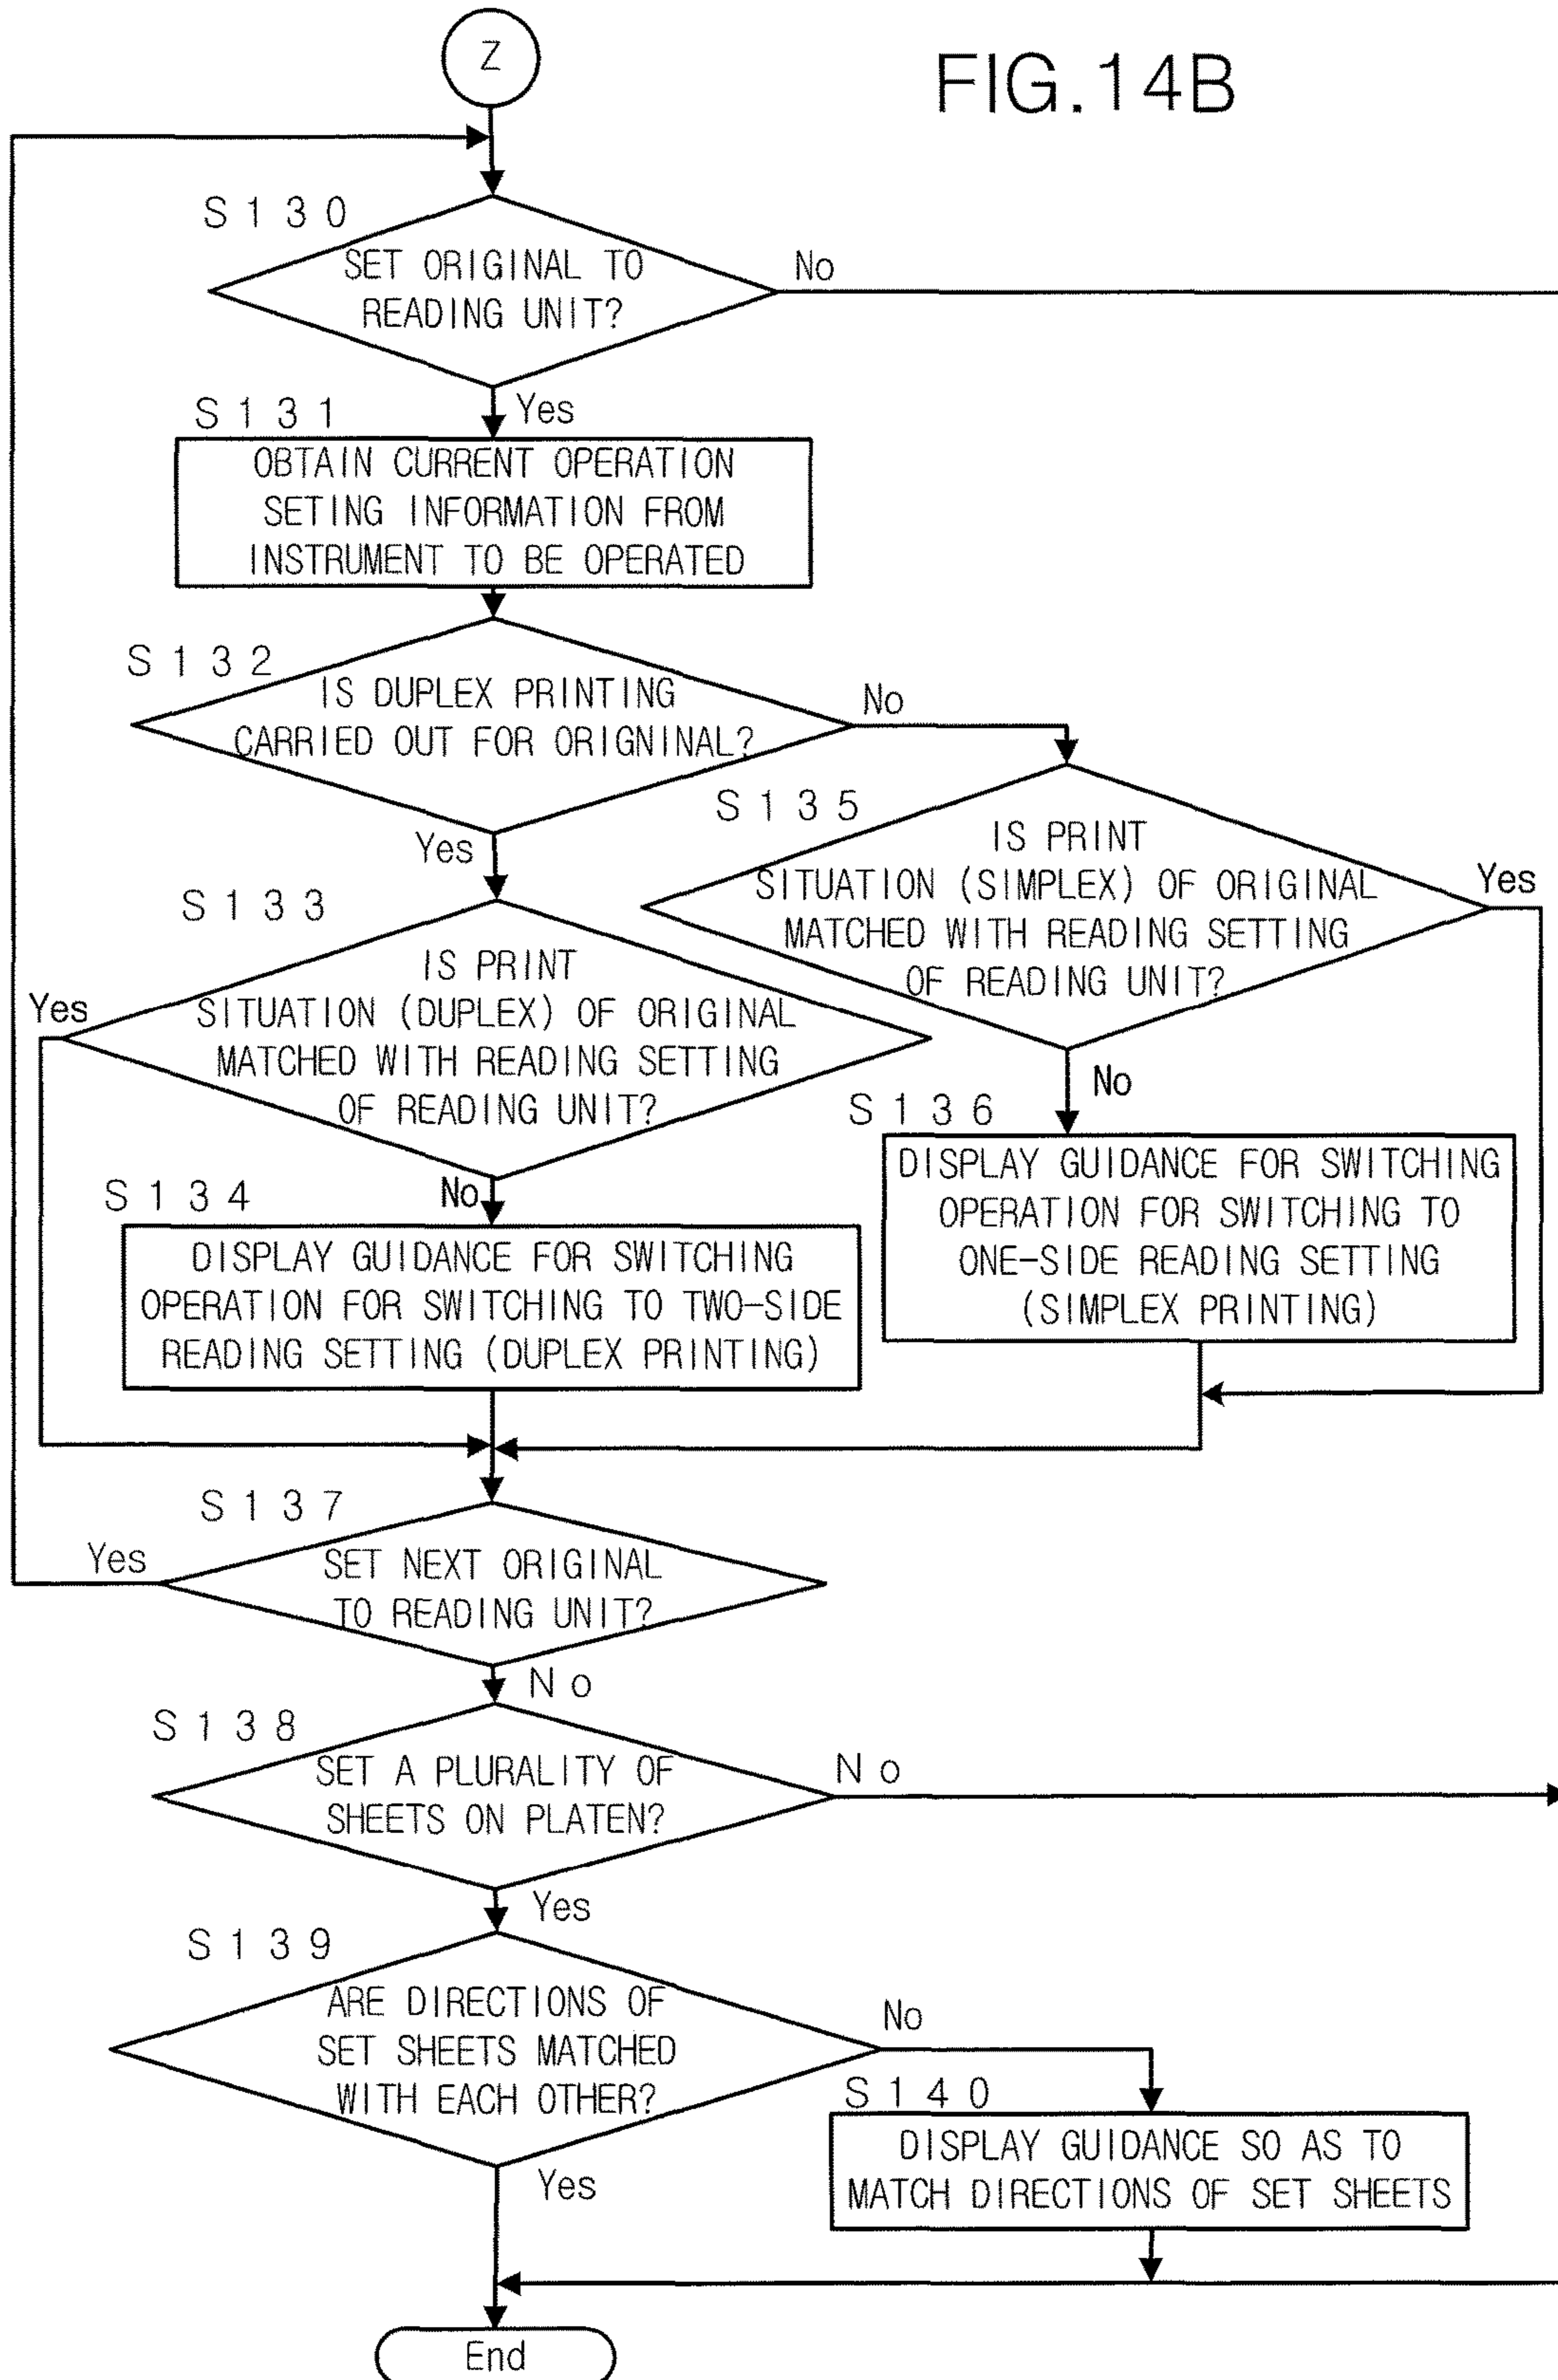 Z
FIG.14B
S130
SET ORIGINAL TO
READING UNIT?
No
Yes
S131
OBTAIN CURRENT OPERATION
SETING INFORMATION FROM
INSTRUMENT TO BE OPERATED
S132
IS DUPLEX PRINTING
CARRIED OUT FOR ORIGNINAL?
No
Yes
S135
IS PRINT
SITUATION (SIMPLEX) OF ORIGINAL
MATCHED WITH READING SETTING
OF READING UNIT?
Yes
No
S133
IS PRINT
SITUATION (DUPLEX) OF ORIGINAL
MATCHED WITH READING SETTING
OF READING UNIT?
Yes
No
S136
DISPLAY GUIDANCE FOR SWITCHING
OPERATION FOR SWITCHING TO
ONE-SIDE READING SETTING
(SIMPLEX PRINTING)
S134
DISPLAY GUIDANCE FOR SWITCHING
OPERATION FOR SWITCHING TO TWO-SIDE
READING SETTING (DUPLEX PRINTING)
S137
SET NEXT ORIGINAL
TO READING UNIT?
Yes
No
S138
SET A PLURALITY OF
SHEETS ON PLATEN?
No
Yes
S139
ARE DIRECTIONS OF
SET SHEETS MATCHED
WITH EACH OTHER?
No
Yes
S140
DISPLAY GUIDANCE SO AS TO
MATCH DIRECTIONS OF SET SHEETS
End